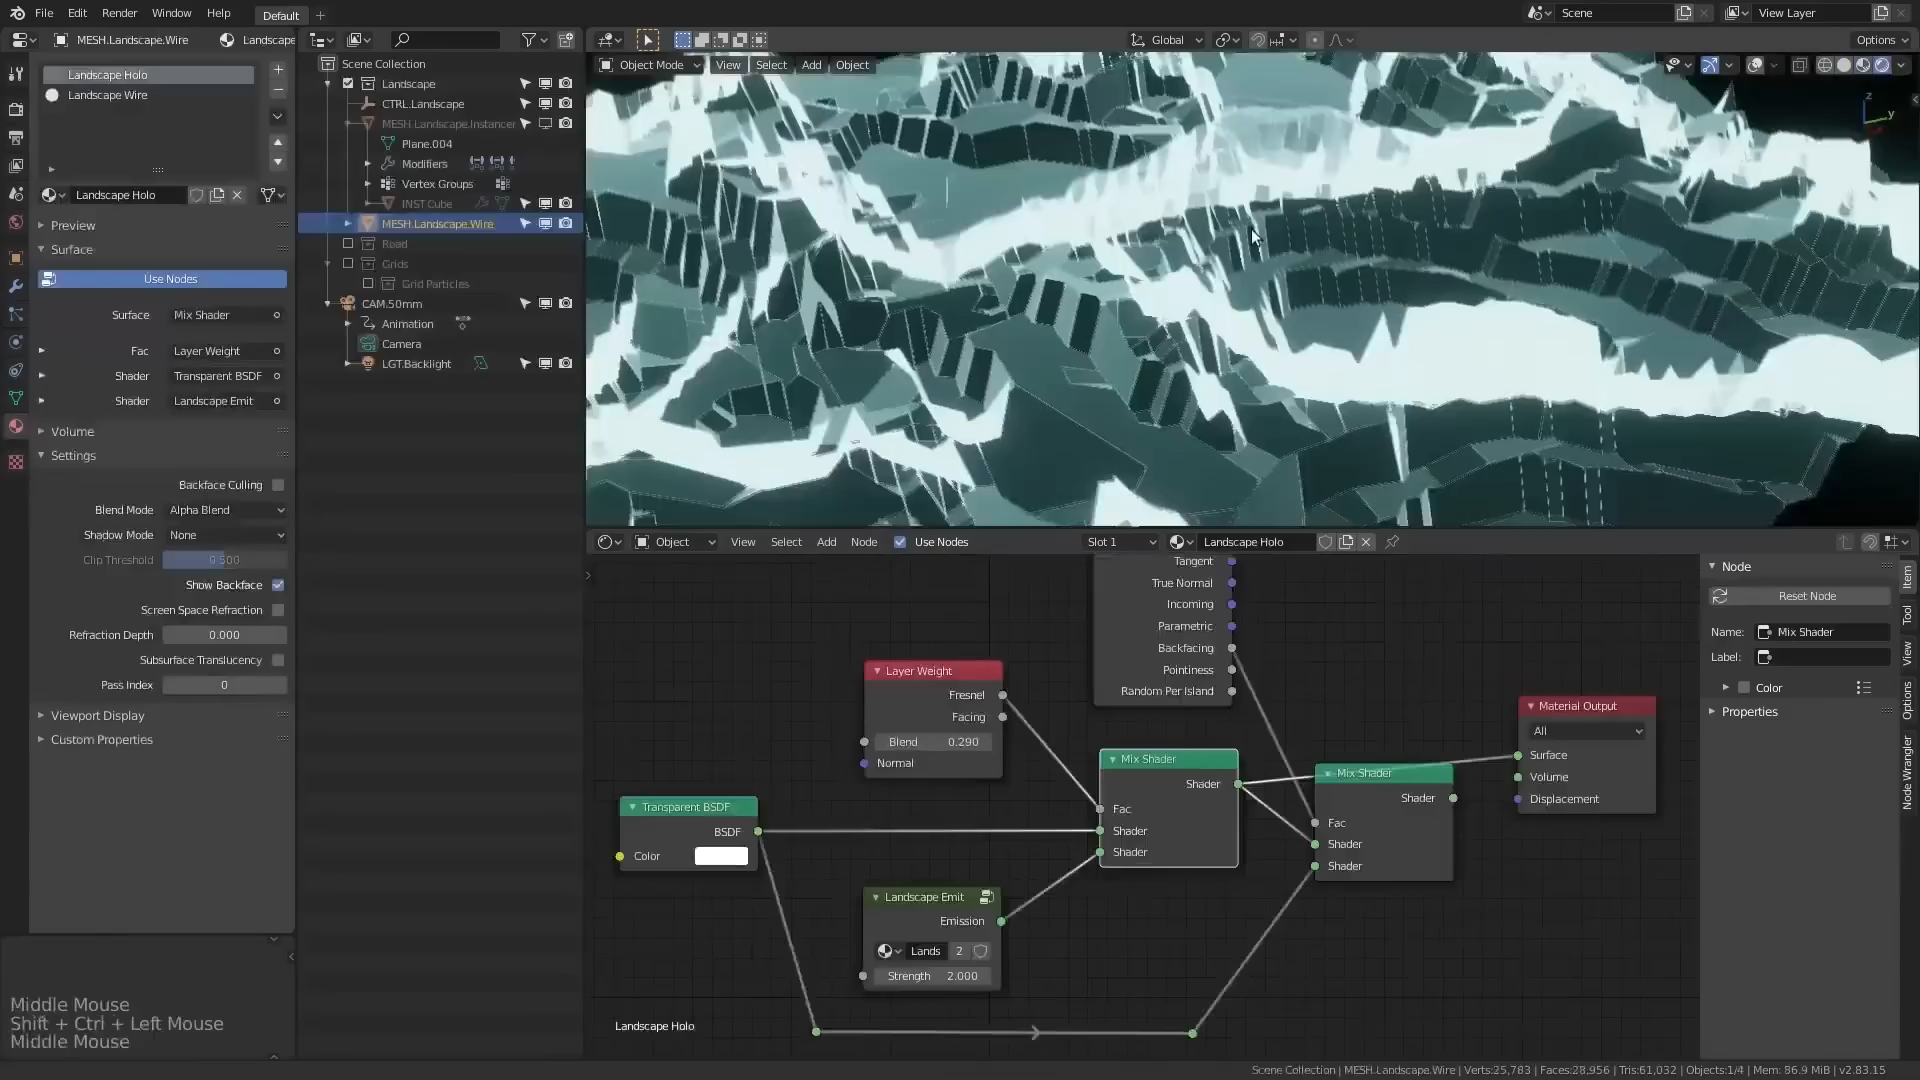 File Edit Render Window Help Default + Scene View Layer
MESH.Landscape.Wire Landscape Global Options
Object Mode View Select Add Object
Landscape Holo
Landscape Wire
Landscape Holo
Preview
Surface
Use Nodes
Surface Mix Shader
Fac Layer Weight
Shader Transparent BSDF
Shader Landscape Emit
Volume
Settings
Backface Culling
Blend Mode Alpha Blend
Shadow Mode None
Clip Threshold 0.500
Show Backface
Screen Space Refraction
Refraction Depth 0.000
Subsurface Translucency
Pass Index 0
Viewport Display
Custom Properties
Middle Mouse
Shift + Ctrl + Left Mouse
Middle Mouse
Scene Collection
Landscape
CTRL.Landscape
MESH.Landscape.Instancer
Plane.004
Modifiers
Vertex Groups
INST.Cube
MESH.Landscape.Wire
Road
Grids
Grid Particles
CAM.50mm
Animation
Camera
LGT.Backlight
Z
Y
Object View Select Add Node Use Nodes Slot 1 Landscape Holo
Tangent
True Normal
Incoming
Parametric
Backfacing
Pointiness
Random Per Island
Layer Weight
Fresnel
Facing
Blend 0.290
Normal
Transparent BSDF
BSDF
Color
Landscape Emit
Emission
Lands 2
Strength 2.000
Mix Shader
Shader
Fac
Shader
Shader
Mix Shader
Shader
Fac
Shader
Shader
Material Output
All
Surface
Volume
Displacement
Landscape Holo
Node
Reset Node
Name: Mix Shader
Label:
Color
Properties
Item
Tool
View
Options
Node Wrangler
Scene Collection | MESH.Landscape.Wire | Verts:25,783 | Faces:28,956 | Tris:61,032 | Objects:1/4 | Mem: 86.9 MiB | v2.83.15